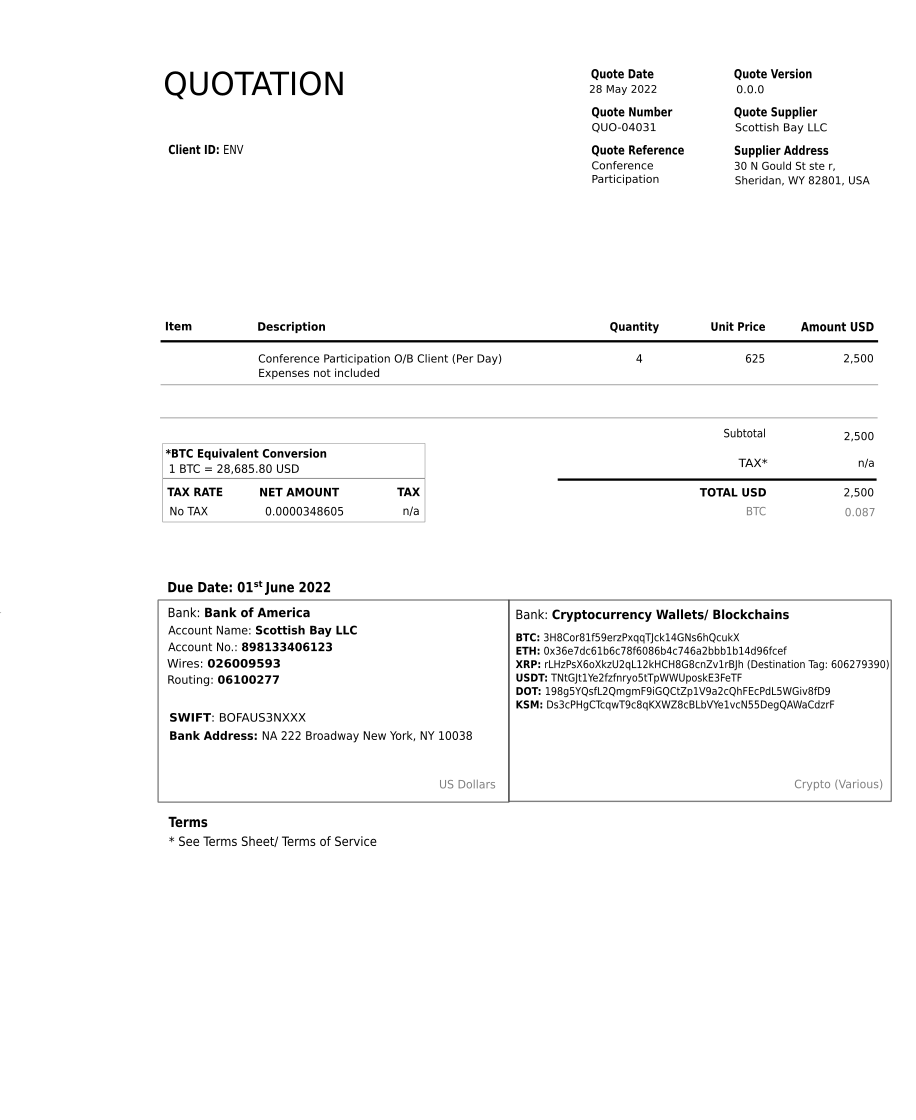 QUOTATION
Client ID: ENV
Quote Date
28 May 2022
Quote Number
QUO-04031
Quote Reference
Conference
Participation
Quote Version
0.0.0
Quote Supplier
Scottish Bay LLC
Supplier Address
30 N Gould St ste r,
Sheridan, WY 82801, USA
Item Description Quantity Unit Price Amount USD
Conference Participation O/B Client (Per Day) 4 625 2,500
Expenses not included
Subtotal 2,500
TAX* n/a
TOTAL USD 2,500
BTC 0.087
*BTC Equivalent Conversion
1 BTC = 28,685.80 USD
TAX RATE NET AMOUNT TAX
No TAX 0.0000348605 n/a
Due Date: 01st June 2022
Bank: Bank of America
Account Name: Scottish Bay LLC
Account No.: 898133406123
Wires: 026009593
Routing: 06100277
SWIFT: BOFAUS3NXXX
Bank Address: NA 222 Broadway New York, NY 10038
US Dollars
Bank: Cryptocurrency Wallets/ Blockchains
BTC: 3H8Cor81f59erzPxqqTJck14GNs6hQcukX
ETH: 0x36e7dc61b6c78f6086b4c746a2bbb1b14d96fcef
XRP: rLHzPsX6oXkzU2qL12kHCH8G8cnZv1rBJh (Destination Tag: 606279390)
USDT: TNtGJt1Ye2fzfnryo5tTpWWUposkE3FeTF
DOT: 198g5YQsfL2QmgmF9iGQCtZp1V9a2cQhFEcPdL5WGiv8fD9
KSM: Ds3cPHgCTcqwT9c8qKXWZ8cBLbVYe1vcN55DegQAWaCdzrF
Crypto (Various)
Terms
* See Terms Sheet/ Terms of Service